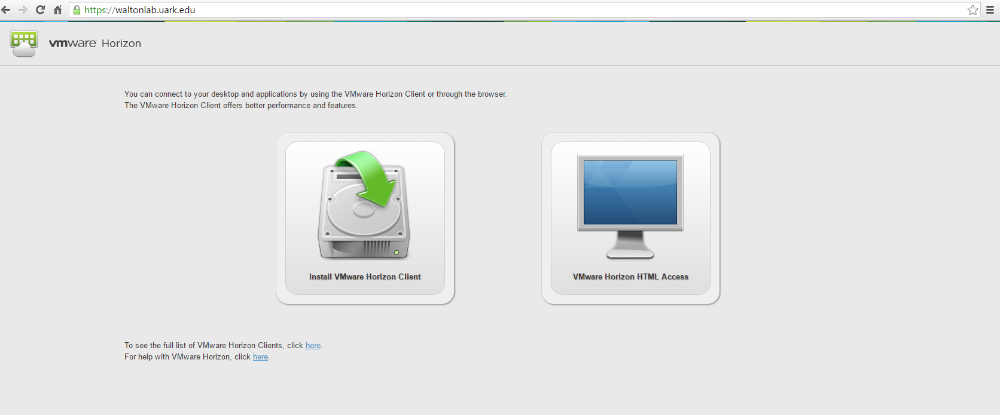 https://waltonlab.uark.edu
vmware Horizon
You can connect to your desktop and applications by using the VMware Horizon Client or through the browser.
The VMware Horizon Client offers better performance and features.
Install VMware Horizon Client
VMware Horizon HTML Access
To see the full list of VMware Horizon Clients, click here.
For help with VMware Horizon, click here.